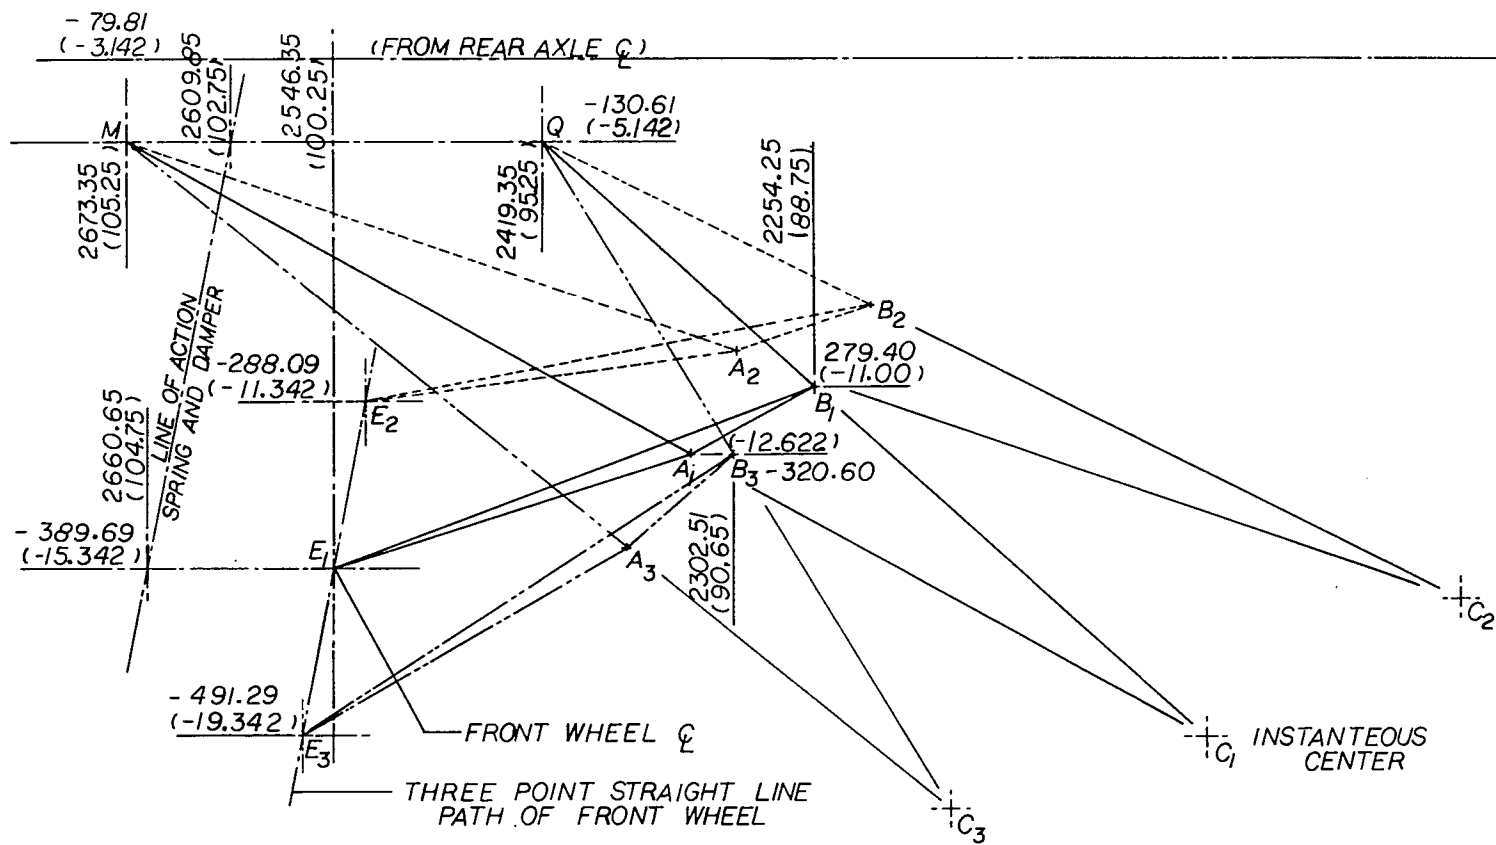 - 79.81
(-3.142)
2609.85
(102.75)
2546.35
(100.25)
(FROM REAR AXLE ℄)
M
Q
-130.61
(-5.142)
2673.35
(105.25)
2419.35
(95.25
2254.25
(88.75)
LINE OF ACTION
SPRING AND DAMPER
B2
-288.09
(-11.342)
A2
279.40
(-11.00)
B1
E2
2660.65
(104.75)
(-12.622)
A1
B3
-320.60
- 389.69
(-15.342)
E1
A3
2302.51
(90.65)
C2
- 491.29
(-19.342)
E3
FRONT WHEEL ℄
C1
INSTANTEOUS
CENTER
THREE POINT STRAIGHT LINE
PATH OF FRONT WHEEL
C3